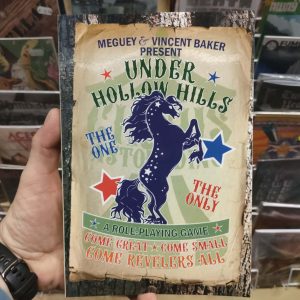 MEGUEY & VINCENT BAKER
PRESENT
UNDER
HOLLOW HILLS
THE
ONE
THE
ONLY
A ROLE-PLAYING GAME
COME GREAT ★ COME SMALL
COME REVELERS ALL